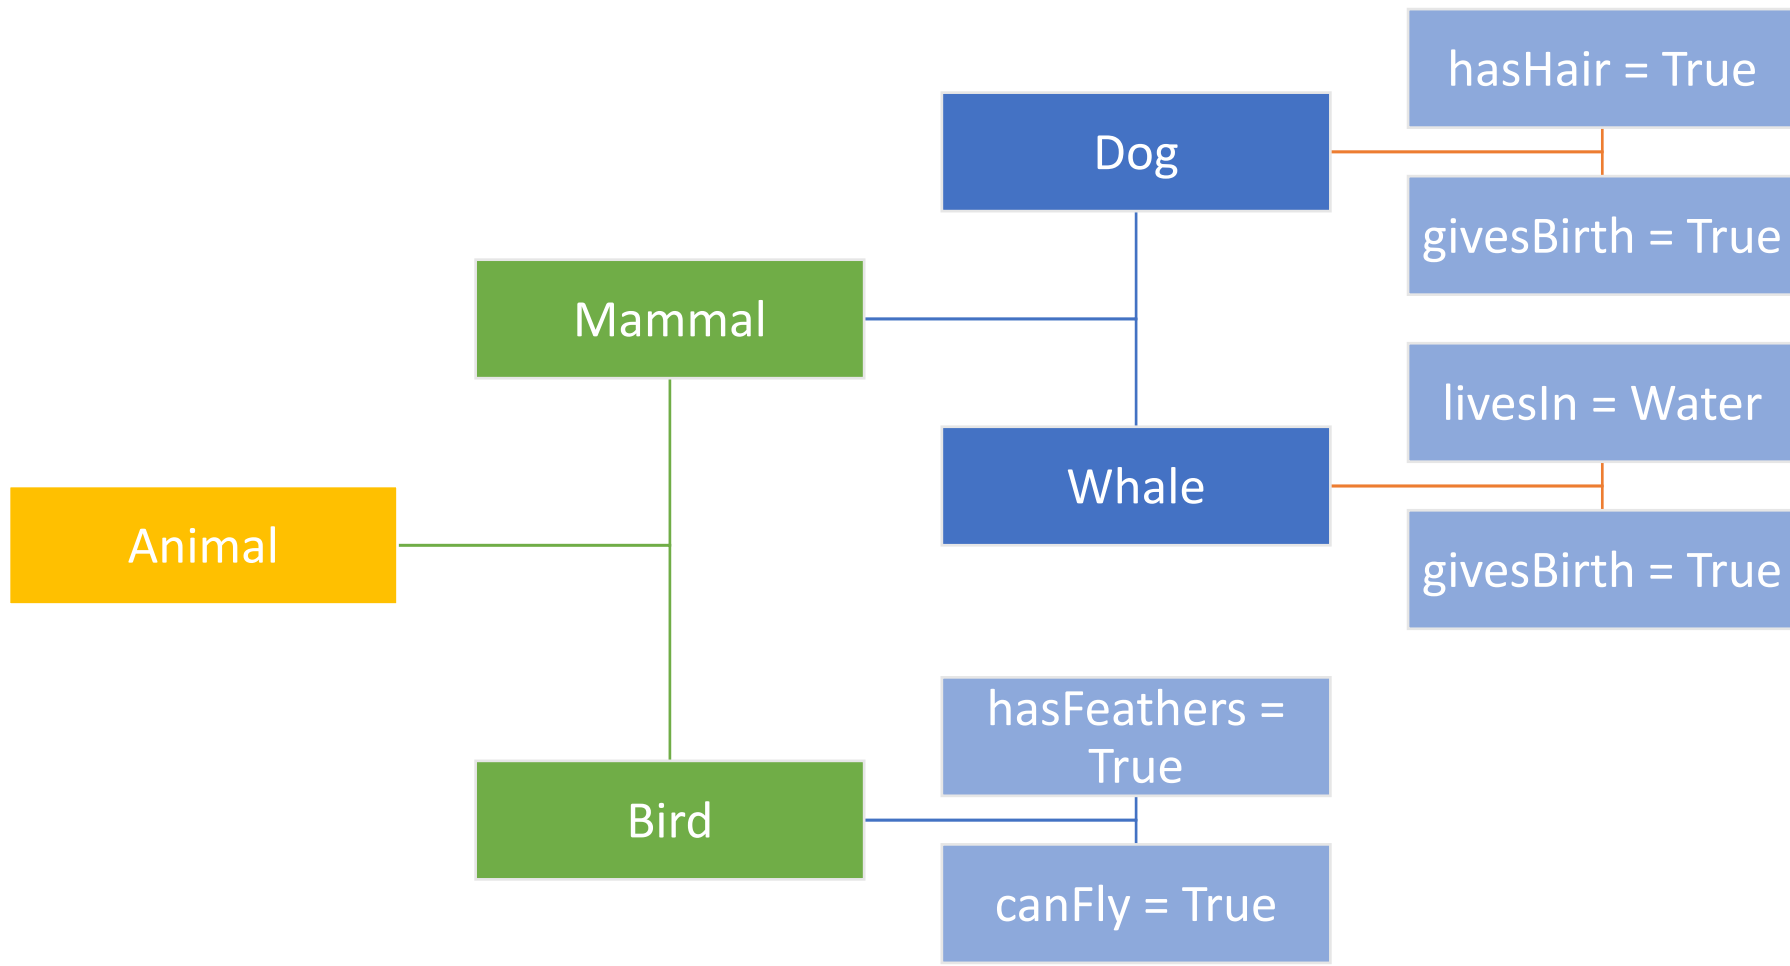 Animal
Mammal
Dog
hasHair = True
givesBirth = True
Whale
livesIn = Water
givesBirth = True
Bird
hasFeathers =
True
canFly = True